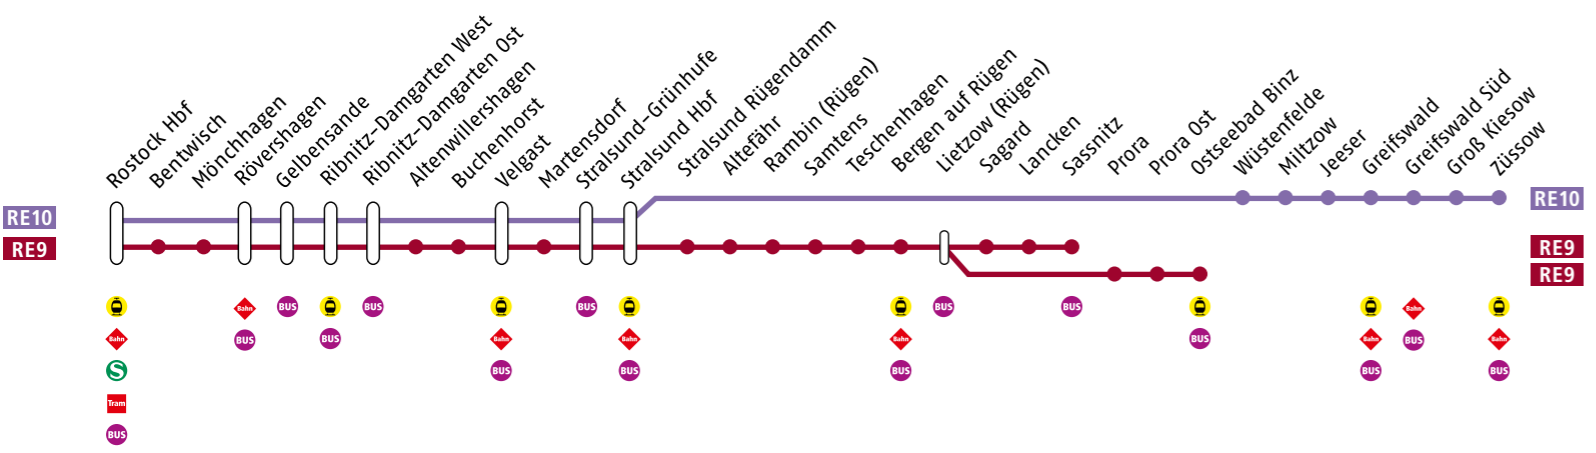 Rostock Hbf
Bentwisch
Mönchhagen
Rövershagen
Gelbensande
Ribnitz-Damgarten West
Ribnitz-Damgarten Ost
Altenwillershagen
Buchenhorst
Velgast
Martensdorf
Stralsund-Grünhufe
Stralsund Hbf
Stralsund Rügendamm
Altefähr
Rambin (Rügen)
Samtens
Teschenhagen
Bergen auf Rügen
Lietzow (Rügen)
Sagard
Lancken
Sassnitz
Prora
Prora Ost
Ostseebad Binz
Wüstenfelde
Miltzow
Jeeser
Greifswald
Greifswald Süd
Groß Kiesow
Züssow
RE10
RE10
RE9
RE9
RE9
Bahn
BUS
BUS
BUS
BUS
BUS
Bahn
BUS
Bahn
Bahn
Bahn
BUS
BUS
BUS
Bahn
Bahn
BUS
Bahn
S
BUS
BUS
BUS
BUS
BUS
Tram
BUS